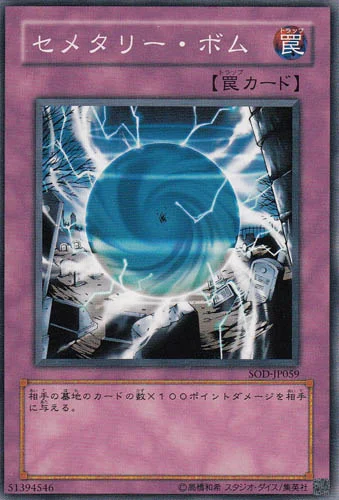 セメタリー・ボム
トラップ
罠
トラップ
【罠カード】
SOD-JP059
相手の墓地のカードの数×100ポイントダメージを相手
に与える。
51394546
©高橋和希 スタジオ・ダイス/集英社